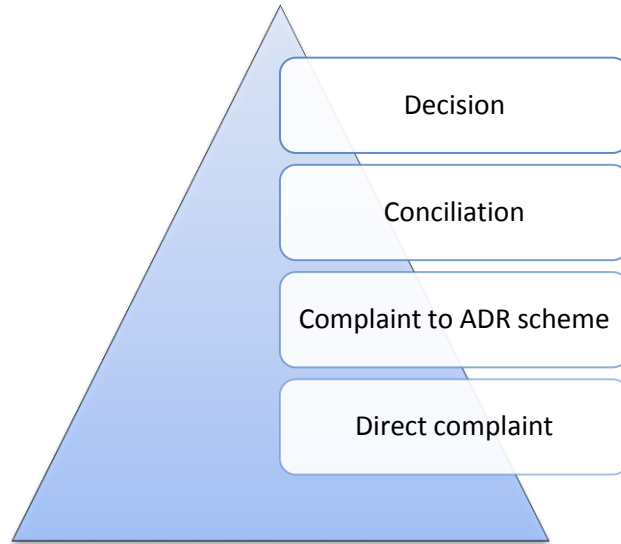 Decision
Conciliation
Complaint to ADR scheme
Direct complaint